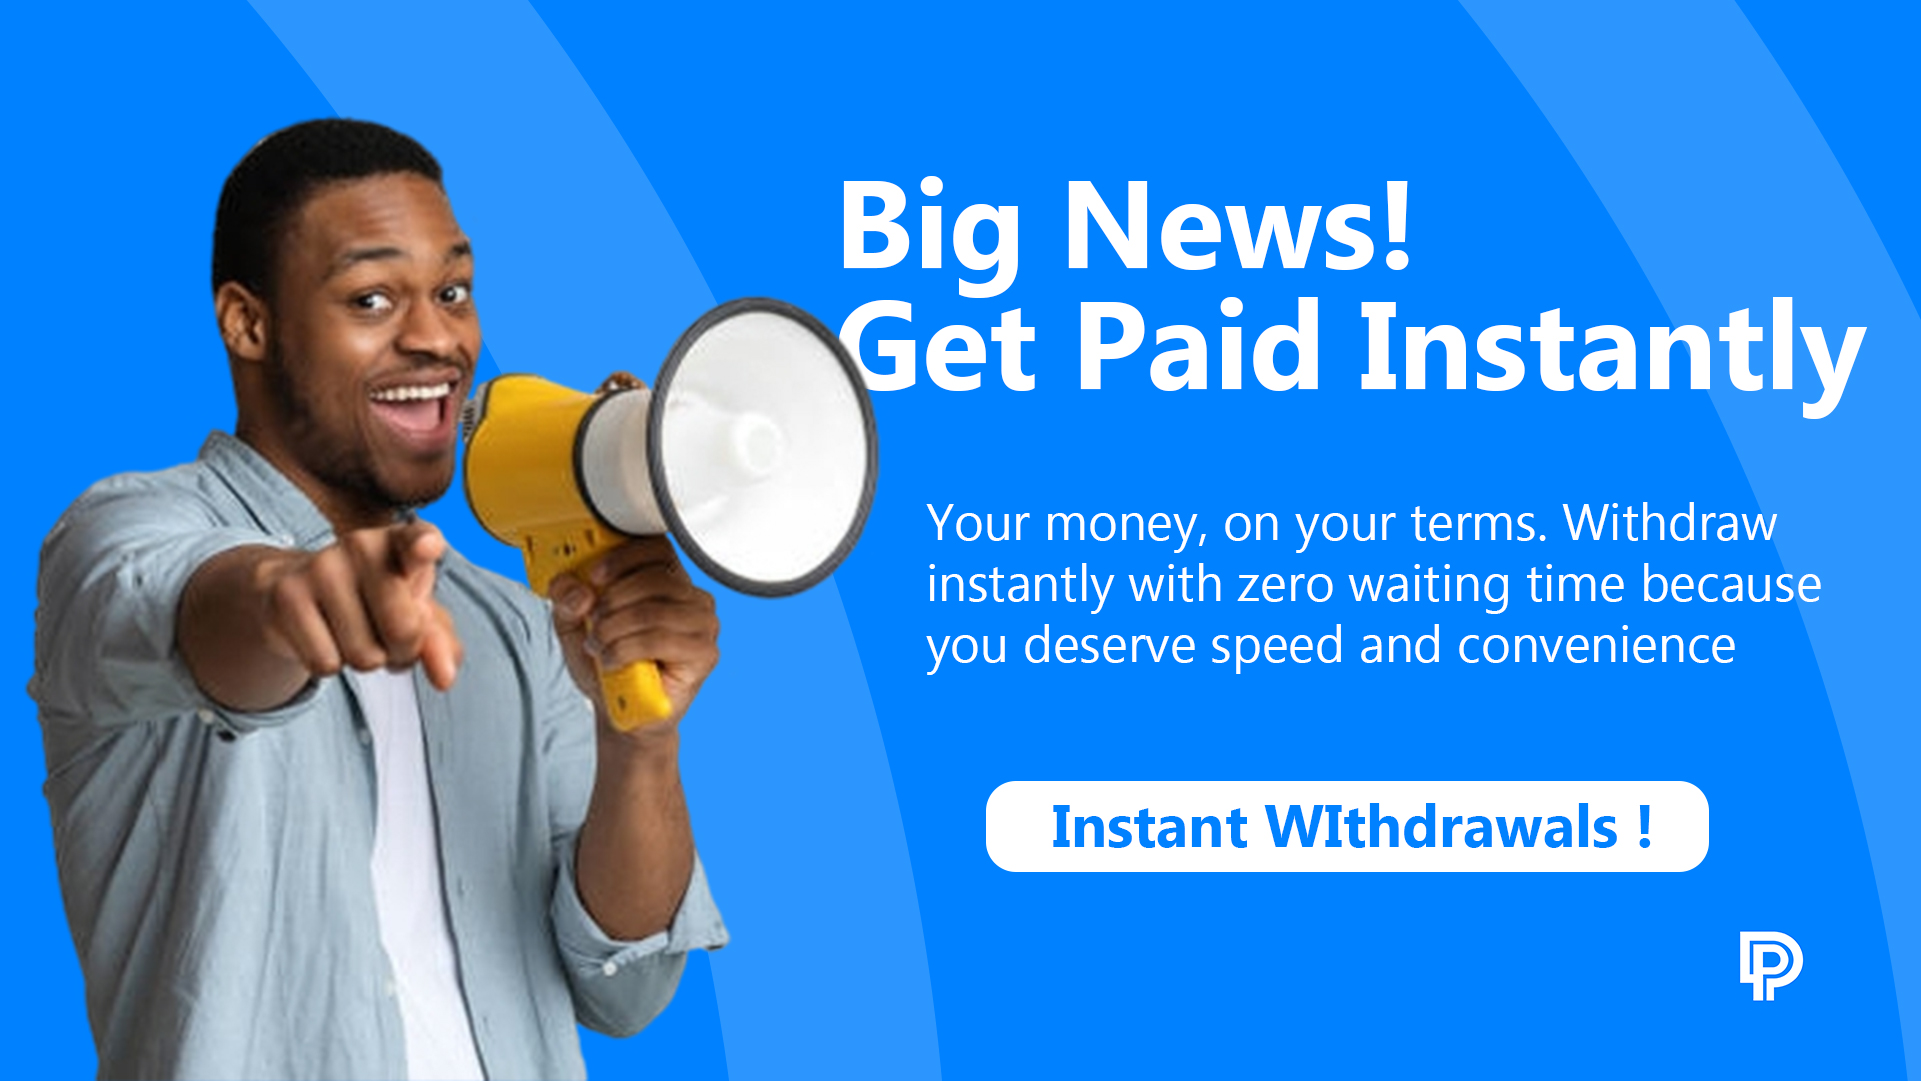 Big News!
Get Paid Instantly
Your money, on your terms. Withdraw
instantly with zero waiting time because
you deserve speed and convenience
Instant WIthdrawals !